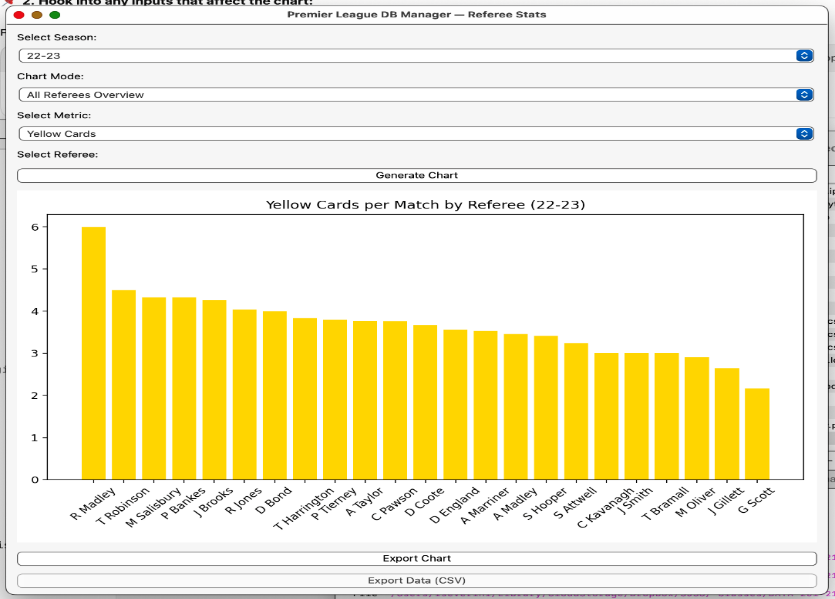 2. Hook into any inputs that affect the chart:
Premier League DB Manager — Referee Stats
Select Season:
22-23
Chart Mode:
All Referees Overview
Select Metric:
Yellow Cards
Select Referee:
Generate Chart
Yellow Cards per Match by Referee (22-23)
6
5
4
3
2
1
0
R Madley
T Robinson
M Salisbury
P Bankes
J Brooks
R Jones
D Bond
T Harrington
P Tierney
A Taylor
C Pawson
D Coote
D England
A Marriner
A Madley
S Hooper
S Attwell
C Kavanagh
J Smith
T Bramall
M Oliver
J Gillett
G Scott
Export Chart
Export Data (CSV)